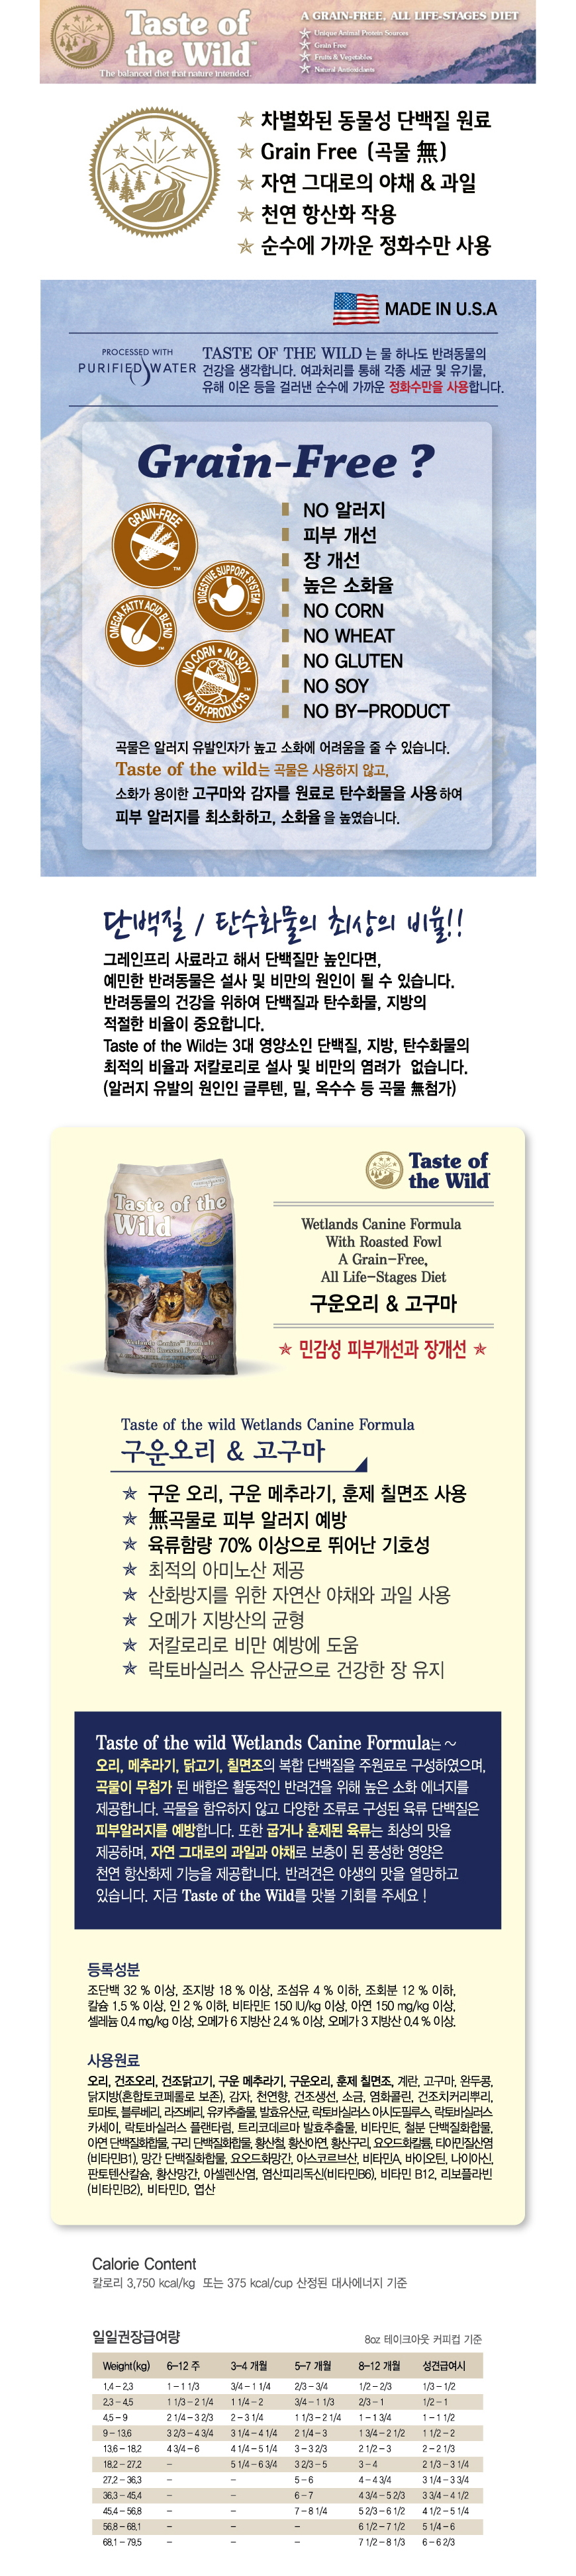 Taste of
the Wild™
The balanced diet that nature intended.
A GRAIN-FREE, ALL LIFE-STAGES DIET
Unique Animal Protein Sources
Grain Free
Fruits & Vegetables
Natural Antioxidants
차별화된 동물성 단백질 원료
Grain Free (곡물 無)
자연 그대로의 야채 & 과일
천연 항산화 작용
순수에 가까운 정화수만 사용
MADE IN U.S.A
PROCESSED WITH
PURIFIED WATER
TASTE OF THE WILD 는 물 하나도 반려동물의
건강을 생각합니다. 여과처리를 통해 각종 세균 및 유기물,
유해 이온 등을 걸러낸 순수에 가까운 정화수만을 사용합니다.
Grain-Free ?
GRAIN-FREE ™
DIGESTIVE SUPPORT SYSTEM ™
OMEGA FATTY ACID BLEND ™
NO CORN • NO SOY
NO BY-PRODUCTS ™
NO 알러지
피부 개선
장 개선
높은 소화율
NO CORN
NO WHEAT
NO GLUTEN
NO SOY
NO BY-PRODUCT
곡물은 알러지 유발인자가 높고 소화에 어려움을 줄 수 있습니다.
Taste of the wild는 곡물은 사용하지 않고,
소화가 용이한 고구마와 감자를 원료로 탄수화물을 사용하여
피부 알러지를 최소화하고, 소화율을 높였습니다.
단백질 / 탄수화물의 최상의 비율!!
그레인프리 사료라고 해서 단백질만 높인다면,
예민한 반려동물은 설사 및 비만의 원인이 될 수 있습니다.
반려동물의 건강을 위하여 단백질과 탄수화물, 지방의
적절한 비율이 중요합니다.
Taste of the Wild는 3대 영양소인 단백질, 지방, 탄수화물의
최적의 비율과 저칼로리로 설사 및 비만의 염려가 없습니다.
(알러지 유발의 원인인 글루텐, 밀, 옥수수 등 곡물 無첨가)
Taste of the
Wild
Wetlands Canine™ Formula
with Roasted Fowl
Taste of
the Wild
Wetlands Canine Formula
With Roasted Fowl
A Grain-Free,
All Life-Stages Diet
구운오리 & 고구마
민감성 피부개선과 장개선
Taste of the wild Wetlands Canine Formula
구운오리 & 고구마
구운 오리, 구운 메추라기, 훈제 칠면조 사용
無곡물로 피부 알러지 예방
육류함량 70% 이상으로 뛰어난 기호성
최적의 아미노산 제공
산화방지를 위한 자연산 야채와 과일 사용
오메가 지방산의 균형
저칼로리로 비만 예방에 도움
락토바실러스 유산균으로 건강한 장 유지
Taste of the wild Wetlands Canine Formula는 ~
오리, 메추라기, 닭고기, 칠면조의 복합 단백질을 주원료로 구성하였으며,
곡물이 무첨가 된 배합은 활동적인 반려견을 위해 높은 소화 에너지를
제공합니다. 곡물을 함유하지 않고 다양한 조류로 구성된 육류 단백질은
피부알러지를 예방합니다. 또한 굽거나 훈제된 육류는 최상의 맛을
제공하며, 자연 그대로의 과일과 야채로 보충이 된 풍성한 영양은
천연 항산화제 기능을 제공합니다. 반려견은 야생의 맛을 열망하고
있습니다. 지금 Taste of the Wild를 맛볼 기회를 주세요 !
등록성분
조단백 32 % 이상, 조지방 18 % 이상, 조섬유 4 % 이하, 조회분 12 % 이하,
칼슘 1.5 % 이상, 인 2 % 이하, 비타민E 150 IU/kg 이상, 아연 150 mg/kg 이상,
셀레늄 0.4 mg/kg 이상, 오메가 6 지방산 2.4 % 이상, 오메가 3 지방산 0.4 % 이상.
사용원료
오리, 건조오리, 건조닭고기, 구운 메추라기, 구운오리, 훈제 칠면조, 계란, 고구마, 완두콩,
닭지방(혼합토코페롤로 보존), 감자, 천연향, 건조생선, 소금, 염화콜린, 건조치커리뿌리,
토마토, 블루베리, 라즈베리, 유카추출물, 발효유산균, 락토바실러스 아시도필루스, 락토바실러스
카세이, 락토바실러스 플랜타럼, 트리코데르마 발효추출물, 비타민E, 철분 단백질화합물,
아연 단백질화합물, 구리 단백질화합물, 황산철, 황산아연, 황산구리, 요오드화칼륨, 티아민질산염
(비타민B1), 망간 단백질화합물, 요오드화망간, 아스코르브산, 비타민A, 바이오틴, 나이아신,
판토텐산칼슘, 황산망간, 아셀렌산염, 염산피리독신(비타민B6), 비타민 B12, 리보플라빈
(비타민B2), 비타민D, 엽산
Calorie Content
칼로리 3,750 kcal/kg 또는 375 kcal/cup 산정된 대사에너지 기준
일일권장급여량
8oz 테이크아웃 커피컵 기준
Weight(kg) 6-12 주 3-4 개월 5-7 개월 8-12 개월 성견급여시
1.4 - 2.3 1 - 1 1/3 3/4 - 1 1/4 2/3 - 3/4 1/2 - 2/3 1/3 - 1/2
2.3 - 4.5 1 1/3 - 2 1/4 1 1/4 - 2 3/4 - 1 1/3 2/3 - 1 1/2 - 1
4.5 - 9 2 1/4 - 3 2/3 2 - 3 1/4 1 1/3 - 2 1/4 1 - 1 3/4 1 - 1 1/2
9 - 13.6 3 2/3 - 4 3/4 3 1/4 - 4 1/4 2 1/4 - 3 1 3/4 - 2 1/2 1 1/2 - 2
13.6 - 18.2 4 3/4 - 6 4 1/4 - 5 1/4 3 - 3 2/3 2 1/2 - 3 2 - 2 1/3
18.2 - 27.2 - 5 1/4 - 6 3/4 3 2/3 - 5 3 - 4 2 1/3 - 3 1/4
27.2 - 36.3 - - 5 - 6 4 - 4 3/4 3 1/4 - 3 3/4
36.3 - 45.4 - - 6 - 7 4 3/4 - 5 2/3 3 3/4 - 4 1/2
45.4 - 56.8 - - 7 - 8 1/4 5 2/3 - 6 1/2 4 1/2 - 5 1/4
56.8 - 68.1 - - - 6 1/2 - 7 1/2 5 1/4 - 6
68.1 - 79.5 - - - 7 1/2 - 8 1/3 6 - 6 2/3